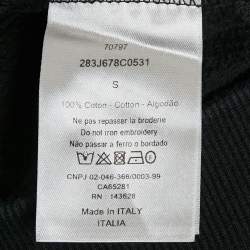 70797
283J678C0531
S
100% Coton - Cotton - Algodão
Ne pas repasser la broderie
Do not iron embroidery
Não passar a ferro o bordado
CNPJ 02-046-366/0003-99
CA65281
RN : 143628
Made In ITALY
ITALIA